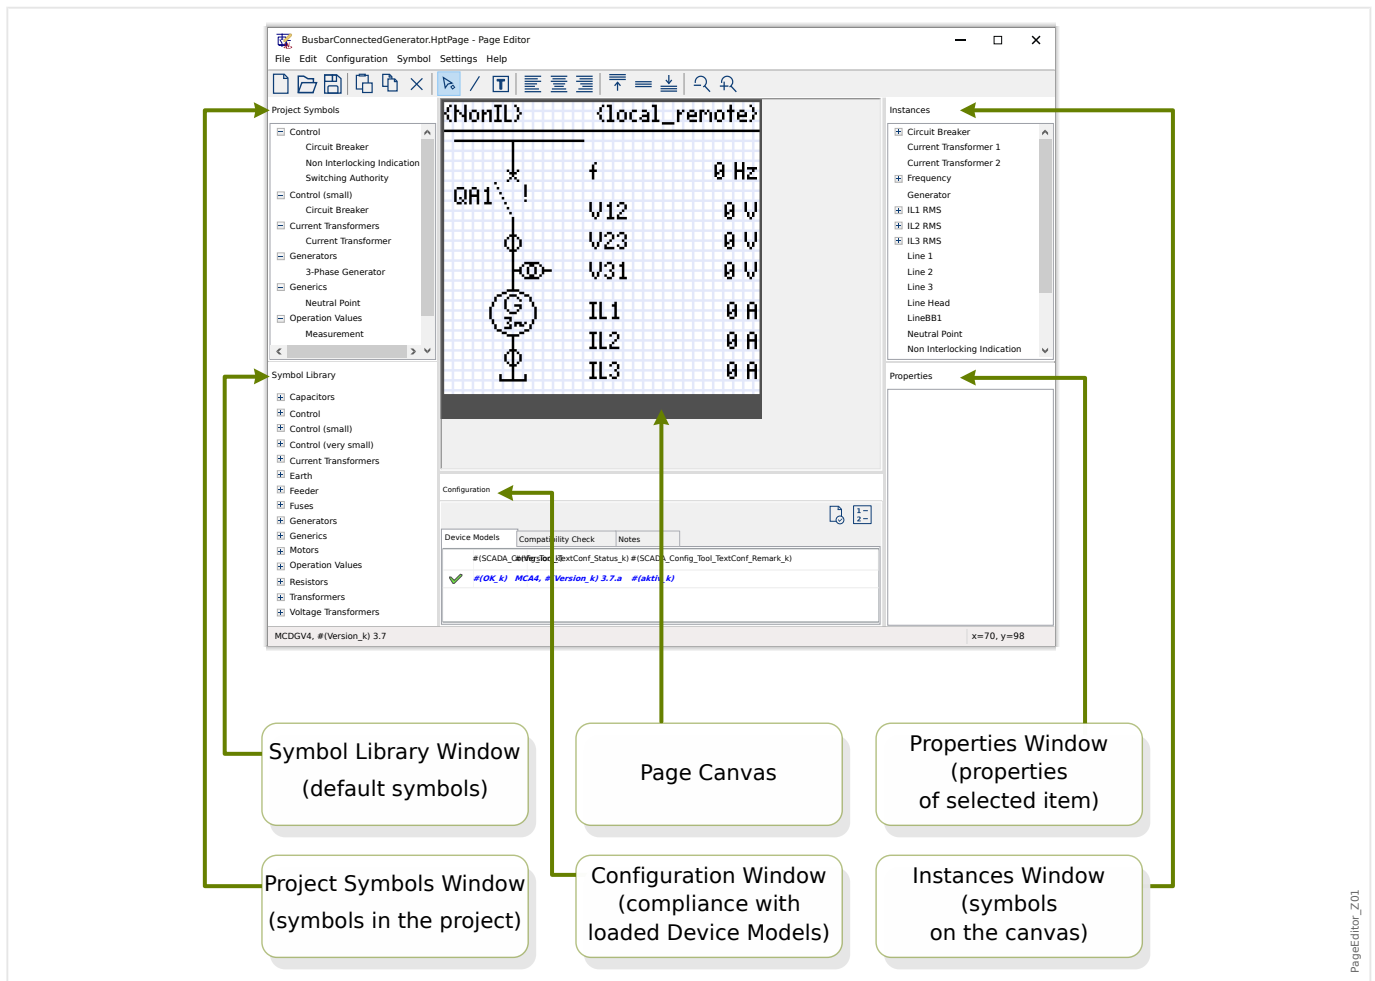 BusbarConnectedGenerator.HptPage - Page Editor
File Edit Configuration Symbol Settings Help
T
Project Symbols
Control
Circuit Breaker
Non Interlocking Indication
Switching Authority
Control (small)
Circuit Breaker
Current Transformers
Current Transformer
Generators
3-Phase Generator
Generics
Neutral Point
Operation Values
Measurement
Symbol Library
Capacitors
Control
Control (small)
Control (very small)
Current Transformers
Earth
Feeder
Fuses
Generators
Generics
Motors
Operation Values
Resistors
Transformers
Voltage Transformers
{NonIL} {local_remote}
QA1 !
G
3~
f 0 Hz
V12 0 V
V23 0 V
V31 0 V
IL1 0 A
IL2 0 A
IL3 0 A
Configuration
1
2
Device Models Compatibility Check Notes
#(OK_k) MCA4, #(Version_k) 3.7.a #(aktiv_k)
#(SCADA_Config_Tool_TextConf_Remark_k)
Instances
Circuit Breaker
Current Transformer 1
Current Transformer 2
Frequency
Generator
IL1 RMS
IL2 RMS
IL3 RMS
Line 1
Line 2
Line 3
Line Head
LineBB1
Neutral Point
Non Interlocking Indication
Properties
MCDGV4, #(Version_k) 3.7
x=70, y=98
Symbol Library Window
(default symbols)
Page Canvas
Properties Window
(properties
of selected item)
Project Symbols Window
(symbols in the project)
Configuration Window
(compliance with
loaded Device Models)
Instances Window
(symbols
on the canvas)
PageEditor_Z01